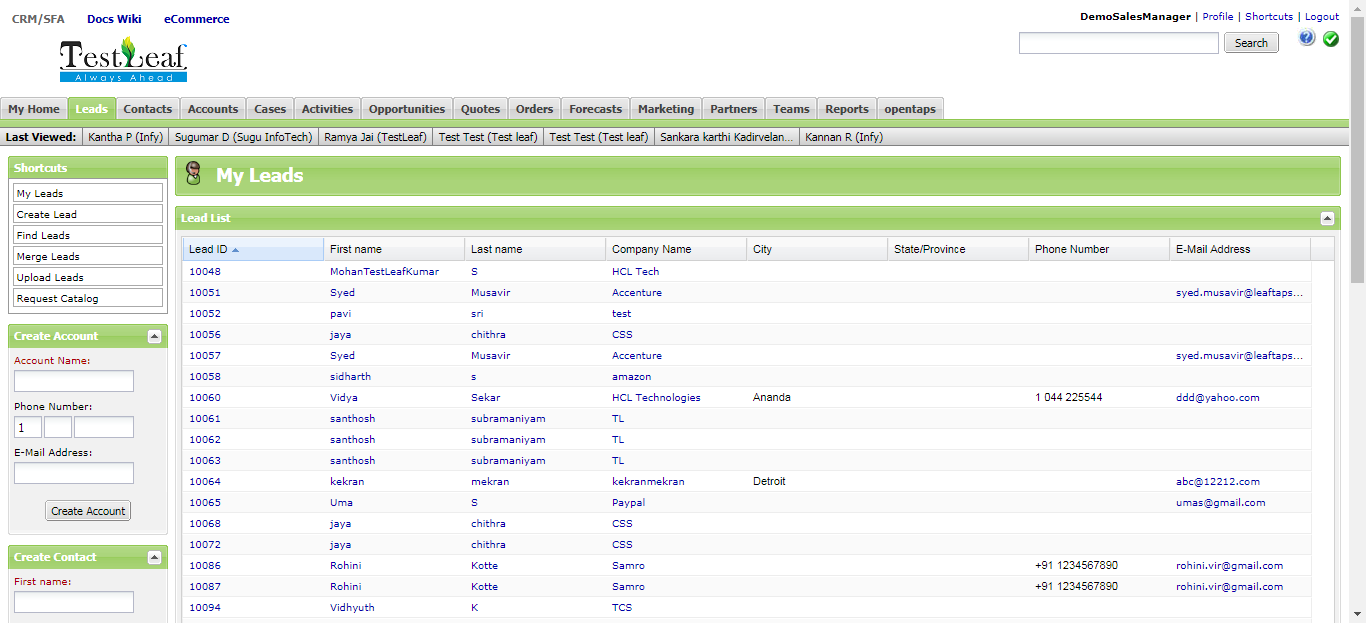 CRM/SFA Docs Wiki eCommerce
DemoSalesManager | Profile | Shortcuts | Logout
TestLeaf
Always Ahead
Search
My Home Leads Contacts Accounts Cases Activities Opportunities Quotes Orders Forecasts Marketing Partners Teams Reports opentaps
Last Viewed: Kantha P (Infy) Sugumar D (Sugu InfoTech) Ramya Jai (TestLeaf) Test Test (Test leaf) Test Test (Test leaf) Sankara karthi Kadirvelan... Kannan R (Infy)
Shortcuts
My Leads
Create Lead
Find Leads
Merge Leads
Upload Leads
Request Catalog
Create Account
Account Name:
Phone Number:
1
E-Mail Address:
Create Account
Create Contact
First name:
My Leads
Lead List
Lead ID First name Last name Company Name City State/Province Phone Number E-Mail Address
10048 MohanTestLeafKumar S HCL Tech
10051 Syed Musavir Accenture syed.musavir@leaftaps...
10052 pavi sri test
10056 jaya chithra CSS
10057 Syed Musavir Accenture syed.musavir@leaftaps...
10058 sidharth s amazon
10060 Vidya Sekar HCL Technologies Ananda 1 044 225544 ddd@yahoo.com
10061 santhosh subramaniyam TL
10062 santhosh subramaniyam TL
10063 santhosh subramaniyam TL
10064 kekran mekran kekranmekran Detroit abc@12212.com
10065 Uma S Paypal umas@gmail.com
10068 jaya chithra CSS
10072 jaya chithra CSS
10086 Rohini Kotte Samro +91 1234567890 rohini.vir@gmail.com
10087 Rohini Kotte Samro +91 1234567890 rohini.vir@gmail.com
10094 Vidhyuth K TCS